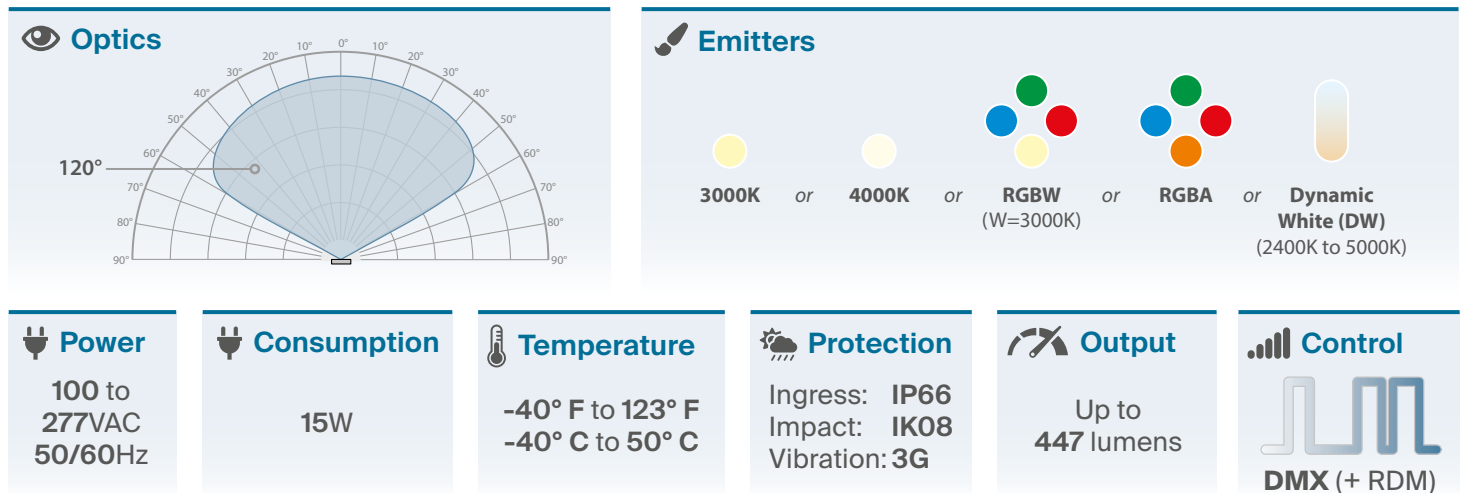 Optics
0°
10°
10°
20°
20°
30°
30°
40°
40°
50°
50°
60°
60°
70°
70°
80°
80°
90°
90°
120°
Emitters
3000K or 4000K or RGBW or RGBA or Dynamic
(W=3000K) White (DW)
(2400K to 5000K)
Power
100 to
277VAC
50/60Hz
Consumption
15W
Temperature
-40° F to 123° F
-40° C to 50° C
Protection
Ingress: IP66
Impact: IK08
Vibration: 3G
Output
Up to
447 lumens
Control
DMX (+ RDM)